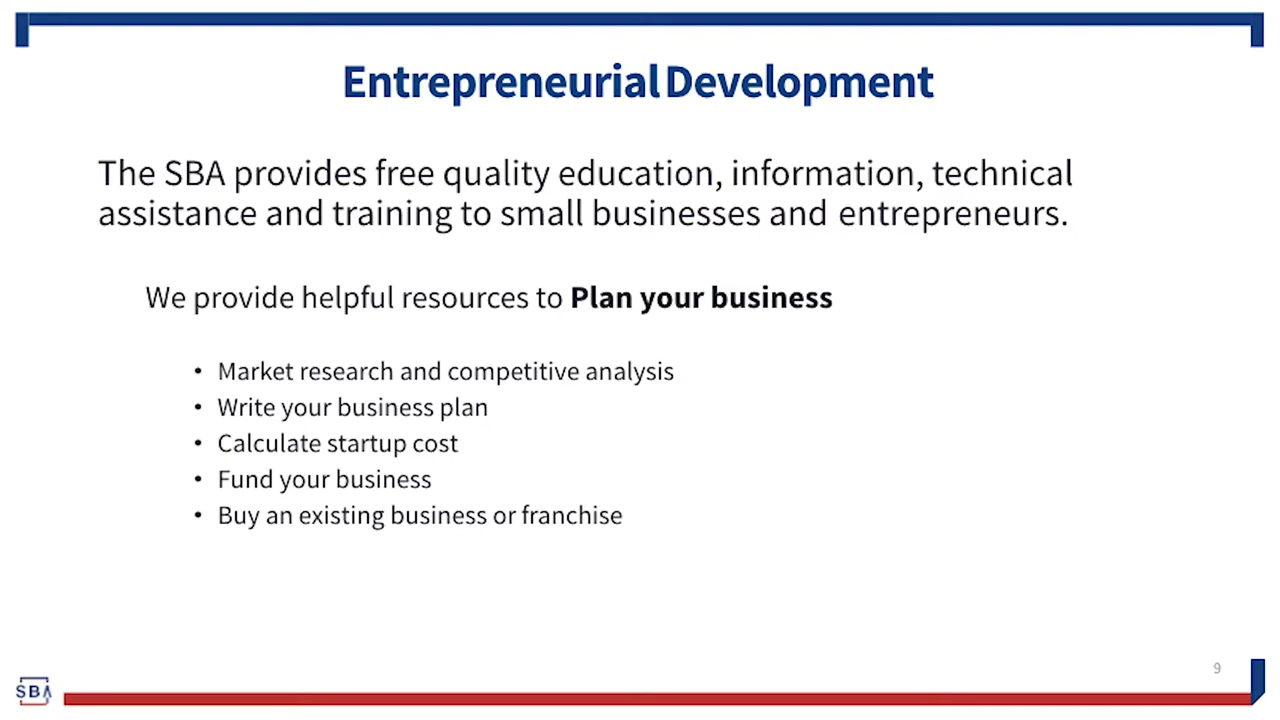 Entrepreneurial Development
The SBA provides free quality education, information, technical
assistance and training to small businesses and entrepreneurs.
We provide helpful resources to Plan your business
• Market research and competitive analysis
• Write your business plan
• Calculate startup cost
• Fund your business
• Buy an existing business or franchise
9
SBA